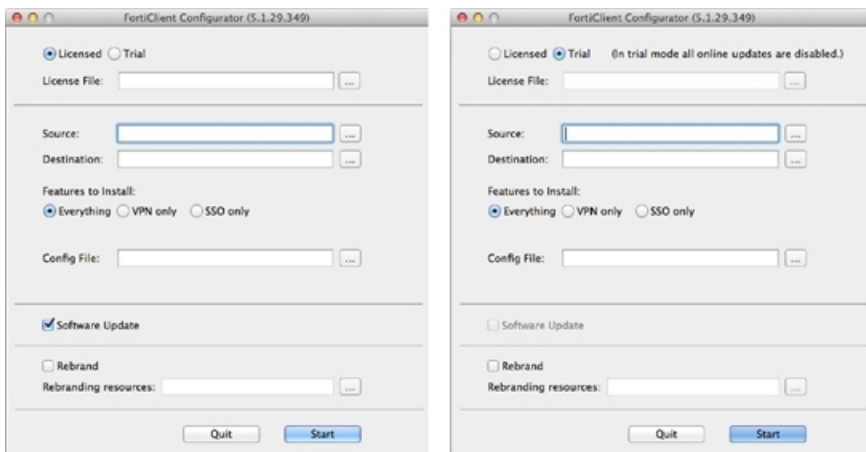 FortiClient Configurator (5.1.29.349)
Licensed Trial
License File: ...
Source: ...
Destination: ...
Features to Install:
Everything VPN only SSO only
Config File: ...
Software Update
Rebrand
Rebranding resources: ...
Quit Start
FortiClient Configurator (5.1.29.349)
Licensed Trial (In trial mode all online updates are disabled.)
License File: ...
Source: ...
Destination: ...
Features to Install:
Everything VPN only SSO only
Config File: ...
Software Update
Rebrand
Rebranding resources: ...
Quit Start